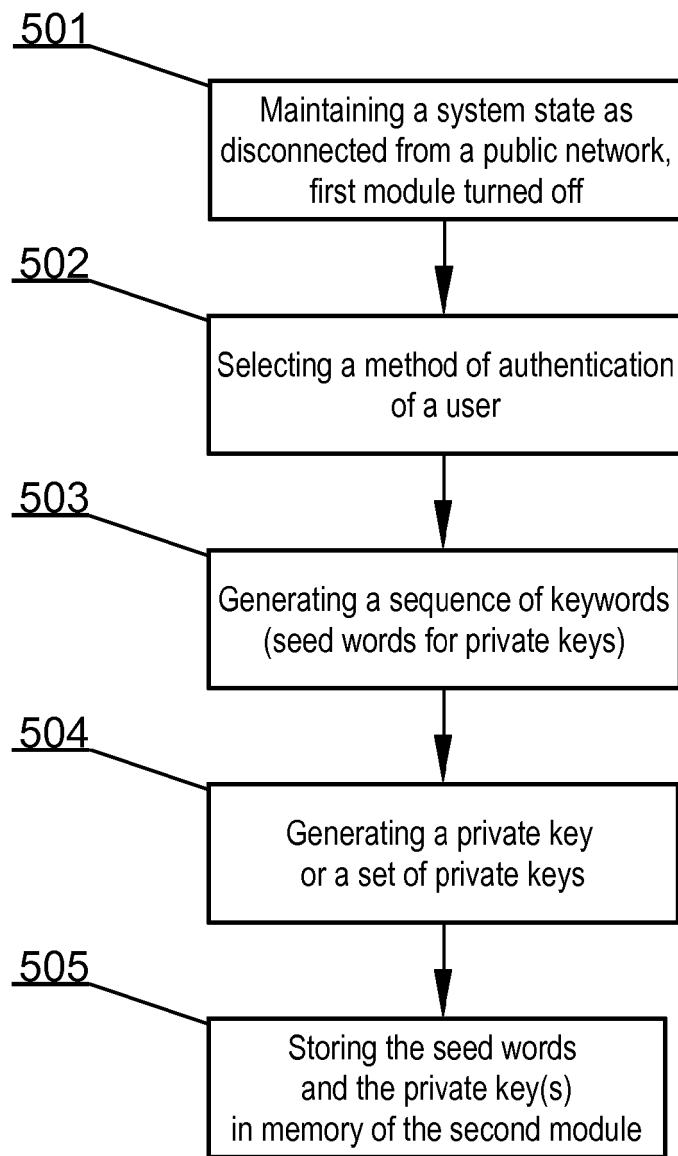 501
Maintaining a system state as
disconnected from a public network,
first module turned off
502
Selecting a method of authentication
of a user
503
Generating a sequence of keywords
(seed words for private keys)
504
Generating a private key
or a set of private keys
505
Storing the seed words
and the private key(s)
in memory of the second module